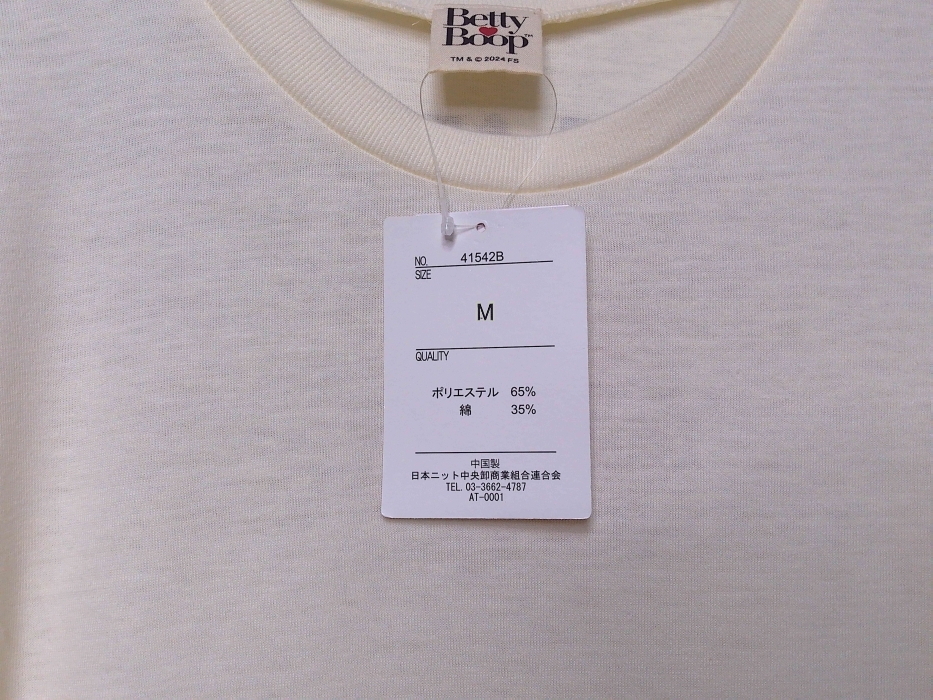 Betty
Boop™
TM & © 2024 FS
NO. 41542B
SIZE
M
QUALITY
ポリエステル 65%
綿 35%
中国製
日本ニット中央卸商業組合連合会
TEL. 03-3662-4787
AT-0001